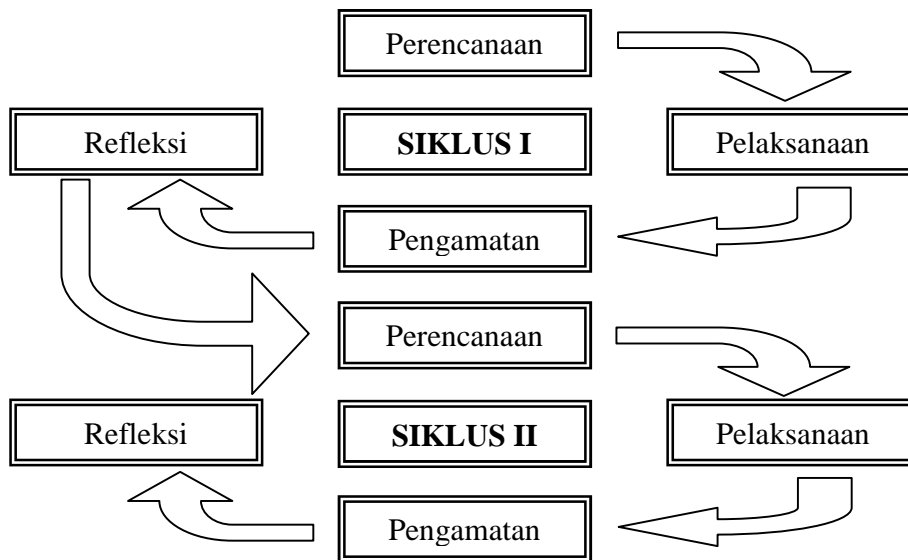 Perencanaan
Refleksi
SIKLUS I
Pelaksanaan
Pengamatan
Perencanaan
Refleksi
SIKLUS II
Pelaksanaan
Pengamatan